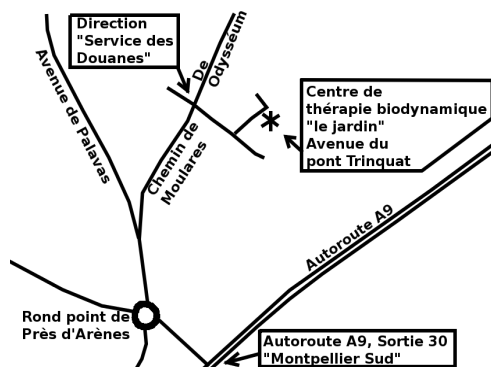 Direction
"Service des
Douanes"
De
Odysséum
Avenue de Palavas
Chemin de
Moulares
Centre de
thérapie biodynamique
"le jardin"
Avenue du
pont Trinquat
Autoroute A9
Rond point de
Près d'Arènes
Autoroute A9, Sortie 30
"Montpellier Sud"